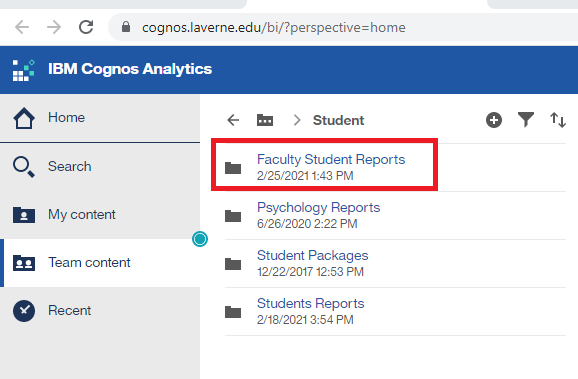 cognos.laverne.edu/bi/?perspective=home
IBM Cognos Analytics
Home
Search
My content
Team content
Recent
Student
Faculty Student Reports
2/25/2021 1:43 PM
Psychology Reports
6/26/2020 2:22 PM
Student Packages
12/22/2017 12:53 PM
Students Reports
2/18/2021 3:54 PM